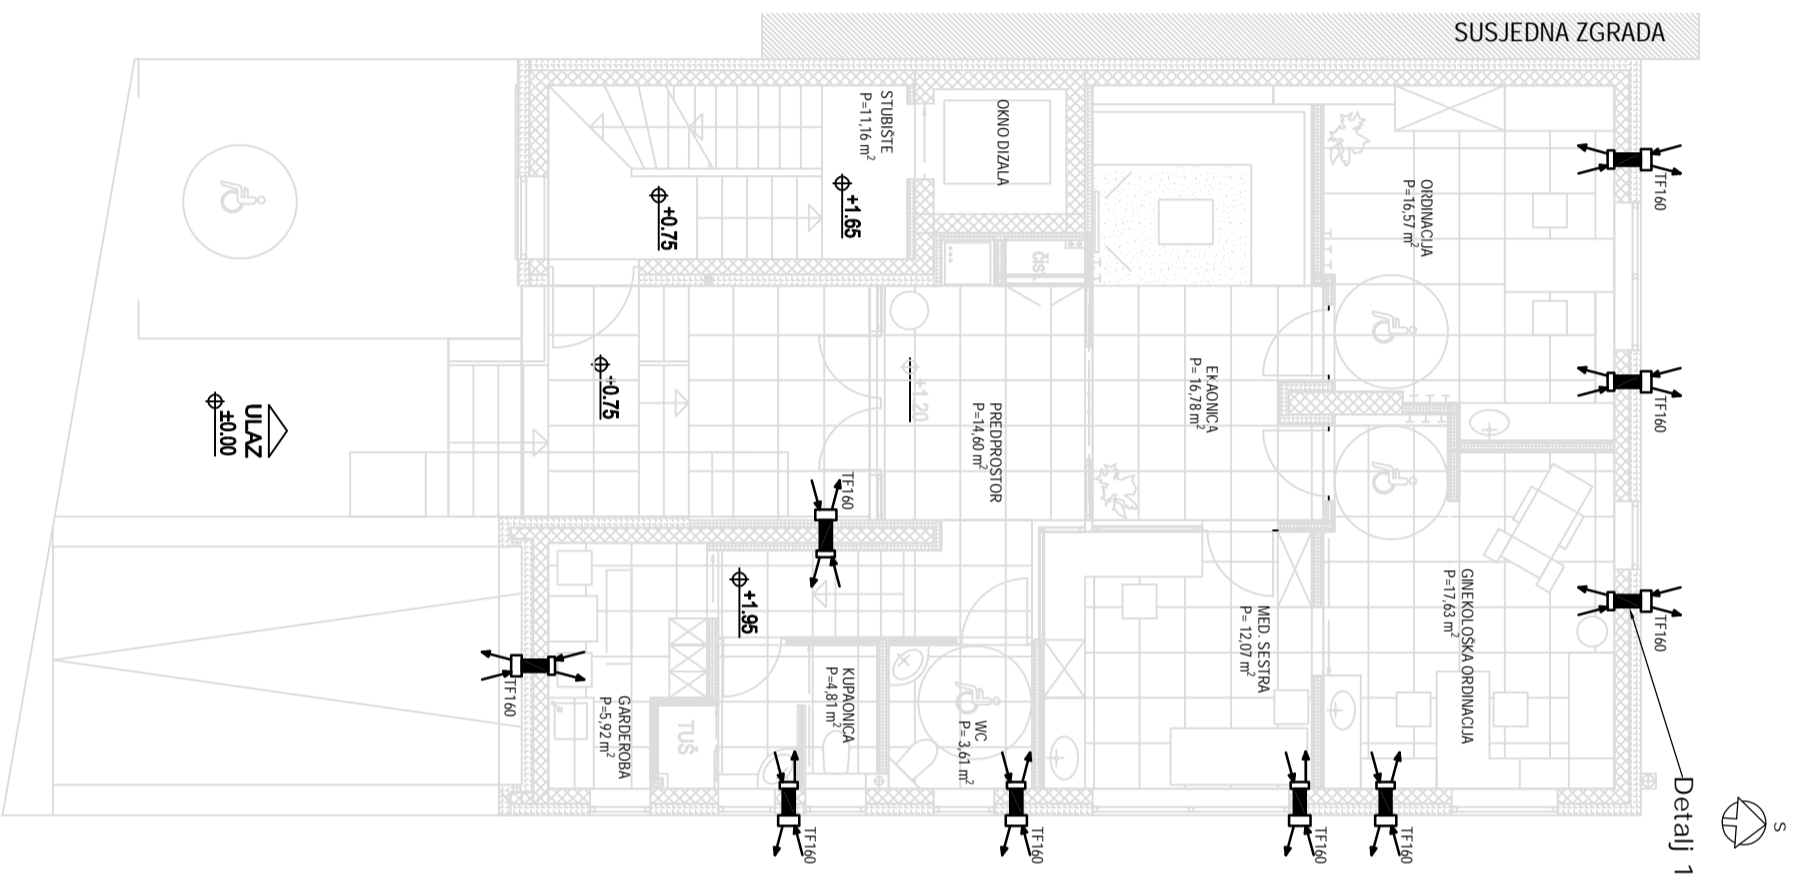 SUSJEDNA ZGRADA
STUBIŠTE
P=11,16 m²
OKNO DIZALA
ORDINACIJA
P=16,57 m²
TF160
+1.65
+0.75
čis.
TF160
+0.75
+1.20
EKAONICA
P= 16,78 m²
PREDPROSTOR
P=14,60 m²
ULAZ
±0.00
TF160
GINEKOLOŠKA ORDINACIJA
P=17,63 m²
TF160
+1.95
MED. SESTRA
P= 12,07 m²
KUPAONICA
P=4,81 m²
WC
P= 3,61 m²
GARDEROBA
P=5,92 m²
TUŠ
TF160
TF160
TF160
TF160
TF160
Detalj 1
S